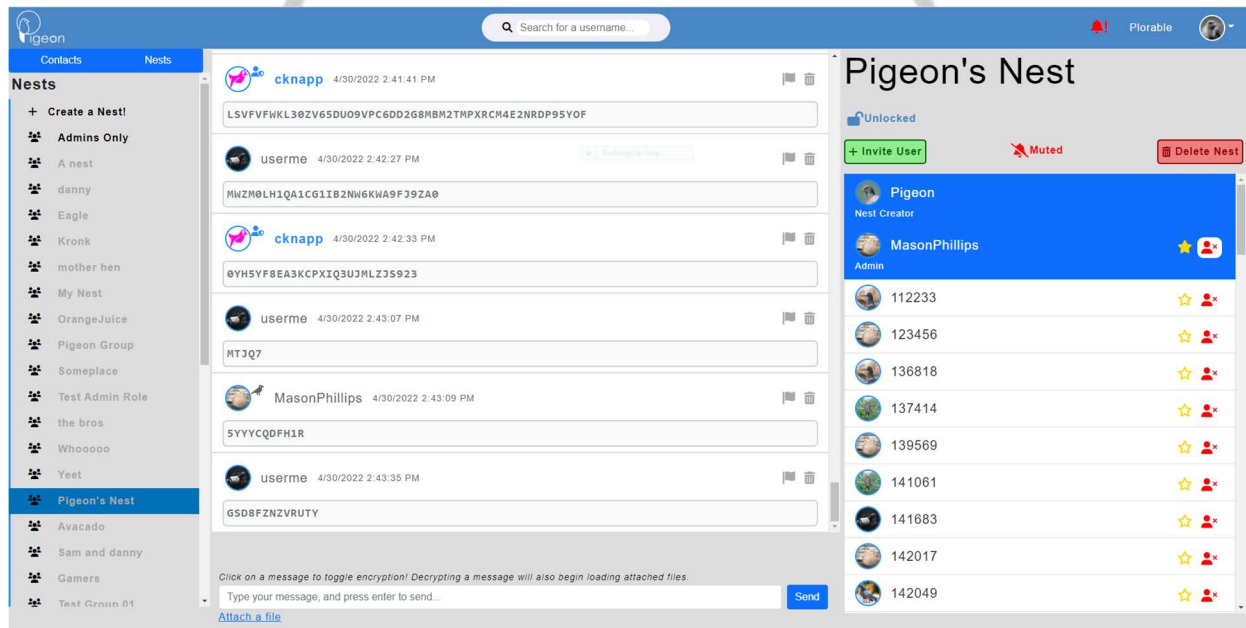 Pigeon
Search for a username...
Plorable
Contacts Nests
Nests
+ Create a Nest!
Admins Only
A nest
danny
Eagle
Kronk
mother hen
My Nest
OrangeJuice
Pigeon Group
Someplace
Test Admin Role
the bros
Whooooo
Yeet
Pigeon's Nest
Avacado
Sam and danny
Gamers
Test Group 01
cknapp 4/30/2022 2:41:41 PM
LSVFVFWKL30ZV65DUO9VPC6DD2G8MBM2TMPXRCM4E2NRDP95YOF
userme 4/30/2022 2:42:27 PM
MWZM0LH1QA1CG1IB2NW6KWA9FJ9ZA0
cknapp 4/30/2022 2:42:33 PM
0YH5YF8EA3KCPXIQ3UJMLZJS923
userme 4/30/2022 2:43:07 PM
MTJQ7
MasonPhillips 4/30/2022 2:43:09 PM
5YYYCQDFH1R
userme 4/30/2022 2:43:35 PM
GSD8FZNZVRUTY
Click on a message to toggle encryption! Decrypting a message will also begin loading attached files.
Type your message, and press enter to send...
Send
Attach a file
Pigeon's Nest
Unlocked
+ Invite User Muted Delete Nest
Pigeon
Nest Creator
MasonPhillips
Admin
112233
123456
136818
137414
139569
141061
141683
142017
142049